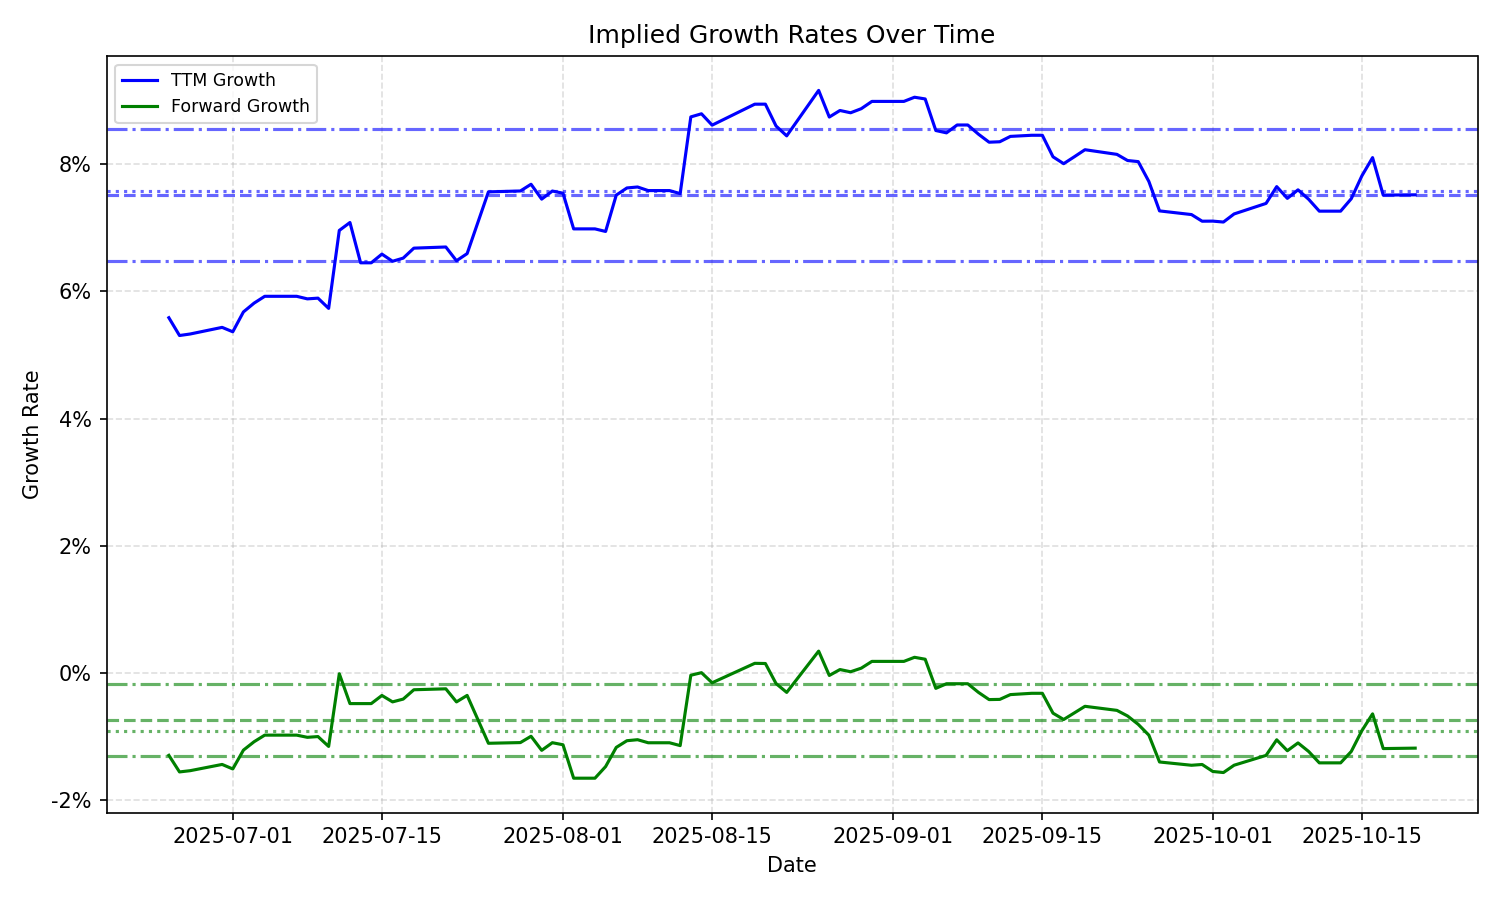 Implied Growth Rates Over Time
TTM Growth
Forward Growth
Growth Rate
8%
6%
4%
2%
0%
-2%
2025-07-01 2025-07-15 2025-08-01 2025-08-15 2025-09-01 2025-09-15 2025-10-01 2025-10-15
Date